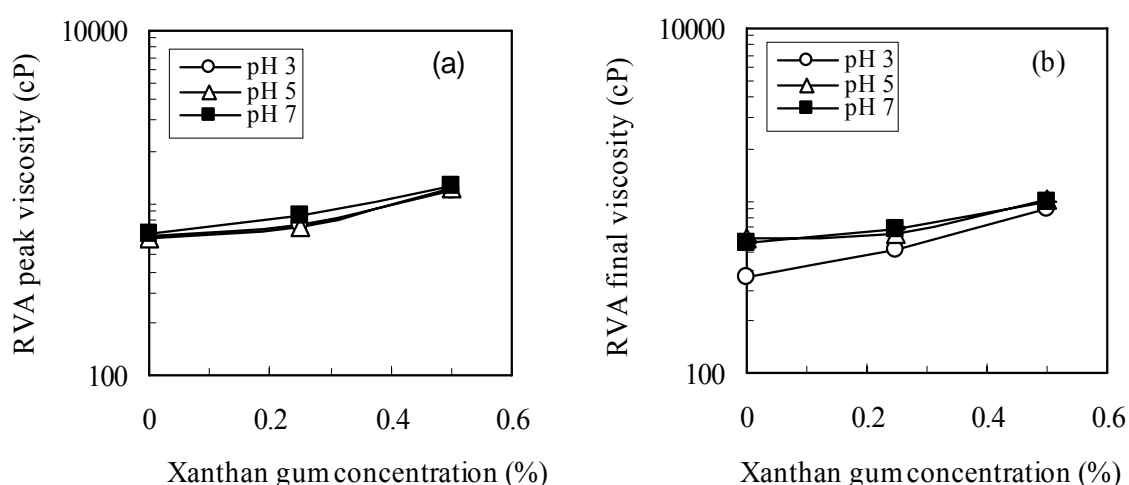 10000
(a)
pH 3
pH 5
pH 7
RVA peak viscosity (cP)
100
0 0.2 0.4 0.6
Xanthan gum concentration (%)
10000
(b)
pH 3
pH 5
pH 7
RVA final viscosity (cP)
100
0 0.2 0.4 0.6
Xanthan gum concentration (%)